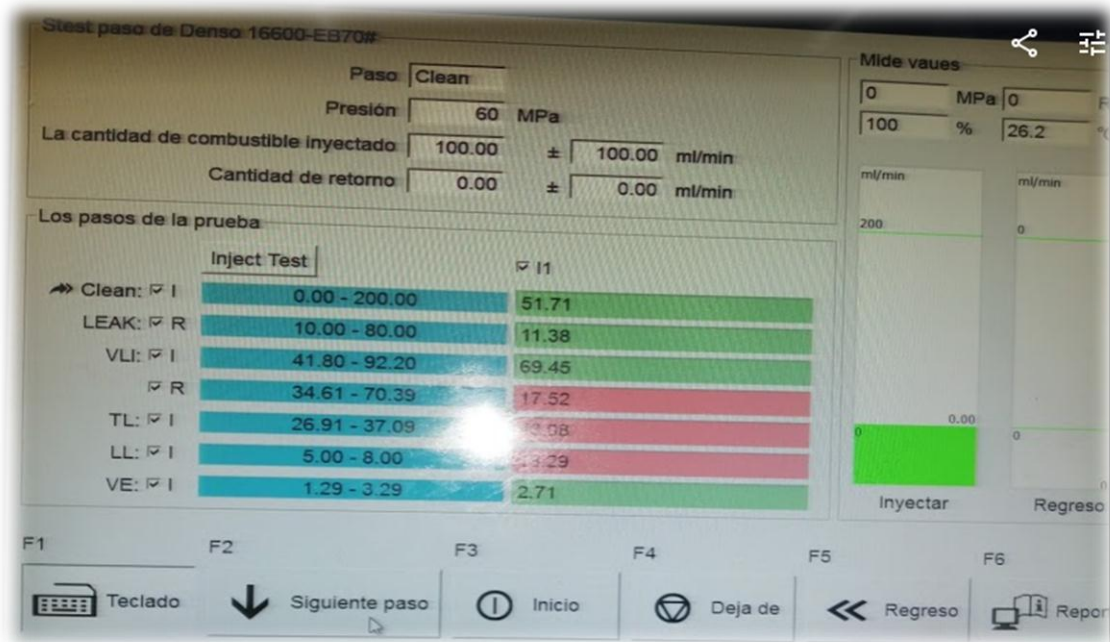 Stest paso de Denso 16600-EB70#
Paso Clean
Presión 60 MPa
La cantidad de combustible inyectado 100.00 ± 100.00 ml/min
Cantidad de retorno 0.00 ± 0.00 ml/min
Mide vaues
0 MPa 0
100 % 26.2
ml/min ml/min
200 0
0.00
0 0
Inyectar Regreso
Los pasos de la prueba
Inject Test I1
Clean: I 0.00 - 200.00 51.71
LEAK: R 10.00 - 80.00 11.38
VLI: I 41.80 - 92.20 69.45
R 34.61 - 70.39 17.52
TL: I 26.91 - 37.09
LL: I 5.00 - 8.00
VE: I 1.29 - 3.29 2.71
F1 F2 F3 F4 F5 F6
Teclado Siguiente paso Inicio Deja de Regreso Repor